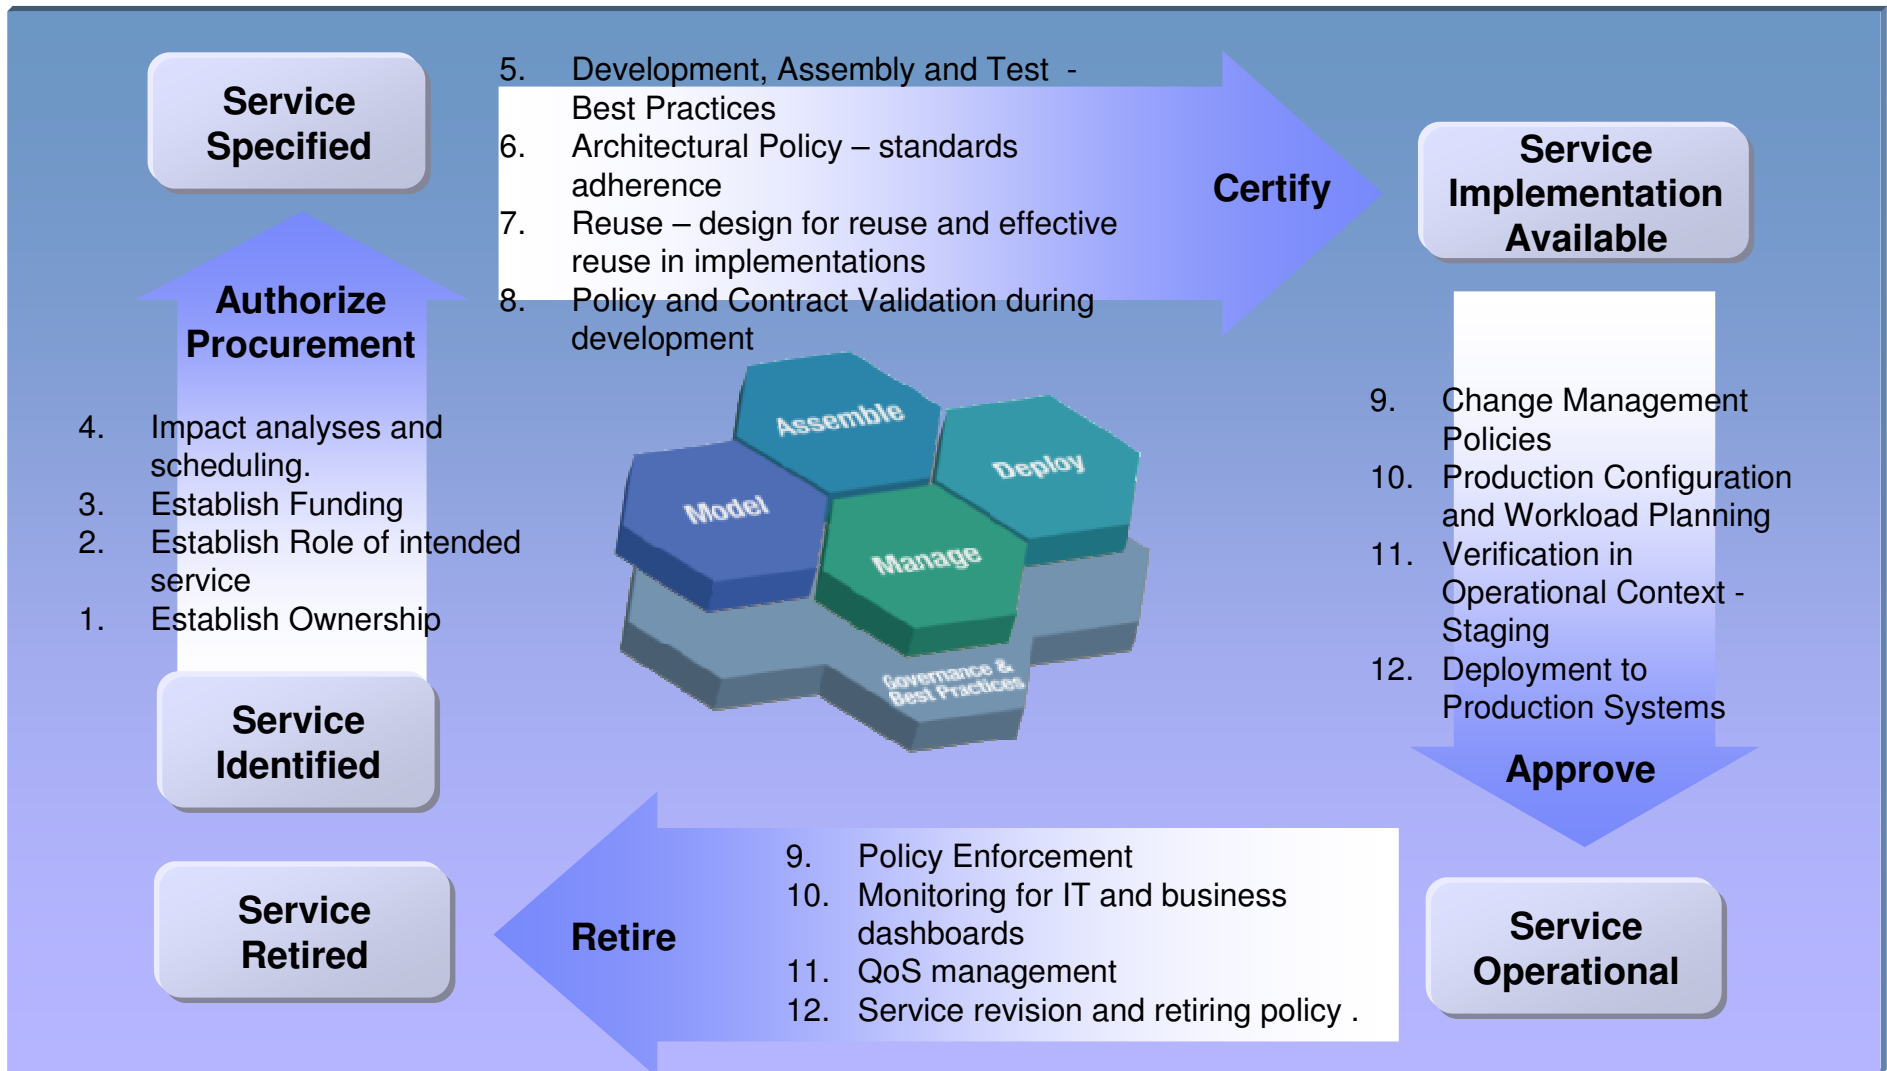 Service
Specified
5. Development, Assembly and Test -
Best Practices
6. Architectural Policy – standards
adherence
7. Reuse – design for reuse and effective
reuse in implementations
8. Policy and Contract Validation during
development
Certify
Service
Implementation
Available
Authorize
Procurement
4. Impact analyses and
scheduling.
3. Establish Funding
2. Establish Role of intended
service
1. Establish Ownership
Service
Identified
Assemble
Deploy
Model
Manage
Governance &
Best Practices
9. Change Management
Policies
10. Production Configuration
and Workload Planning
11. Verification in
Operational Context -
Staging
12. Deployment to
Production Systems
Approve
Service
Retired
Retire
9. Policy Enforcement
10. Monitoring for IT and business
dashboards
11. QoS management
12. Service revision and retiring policy .
Service
Operational